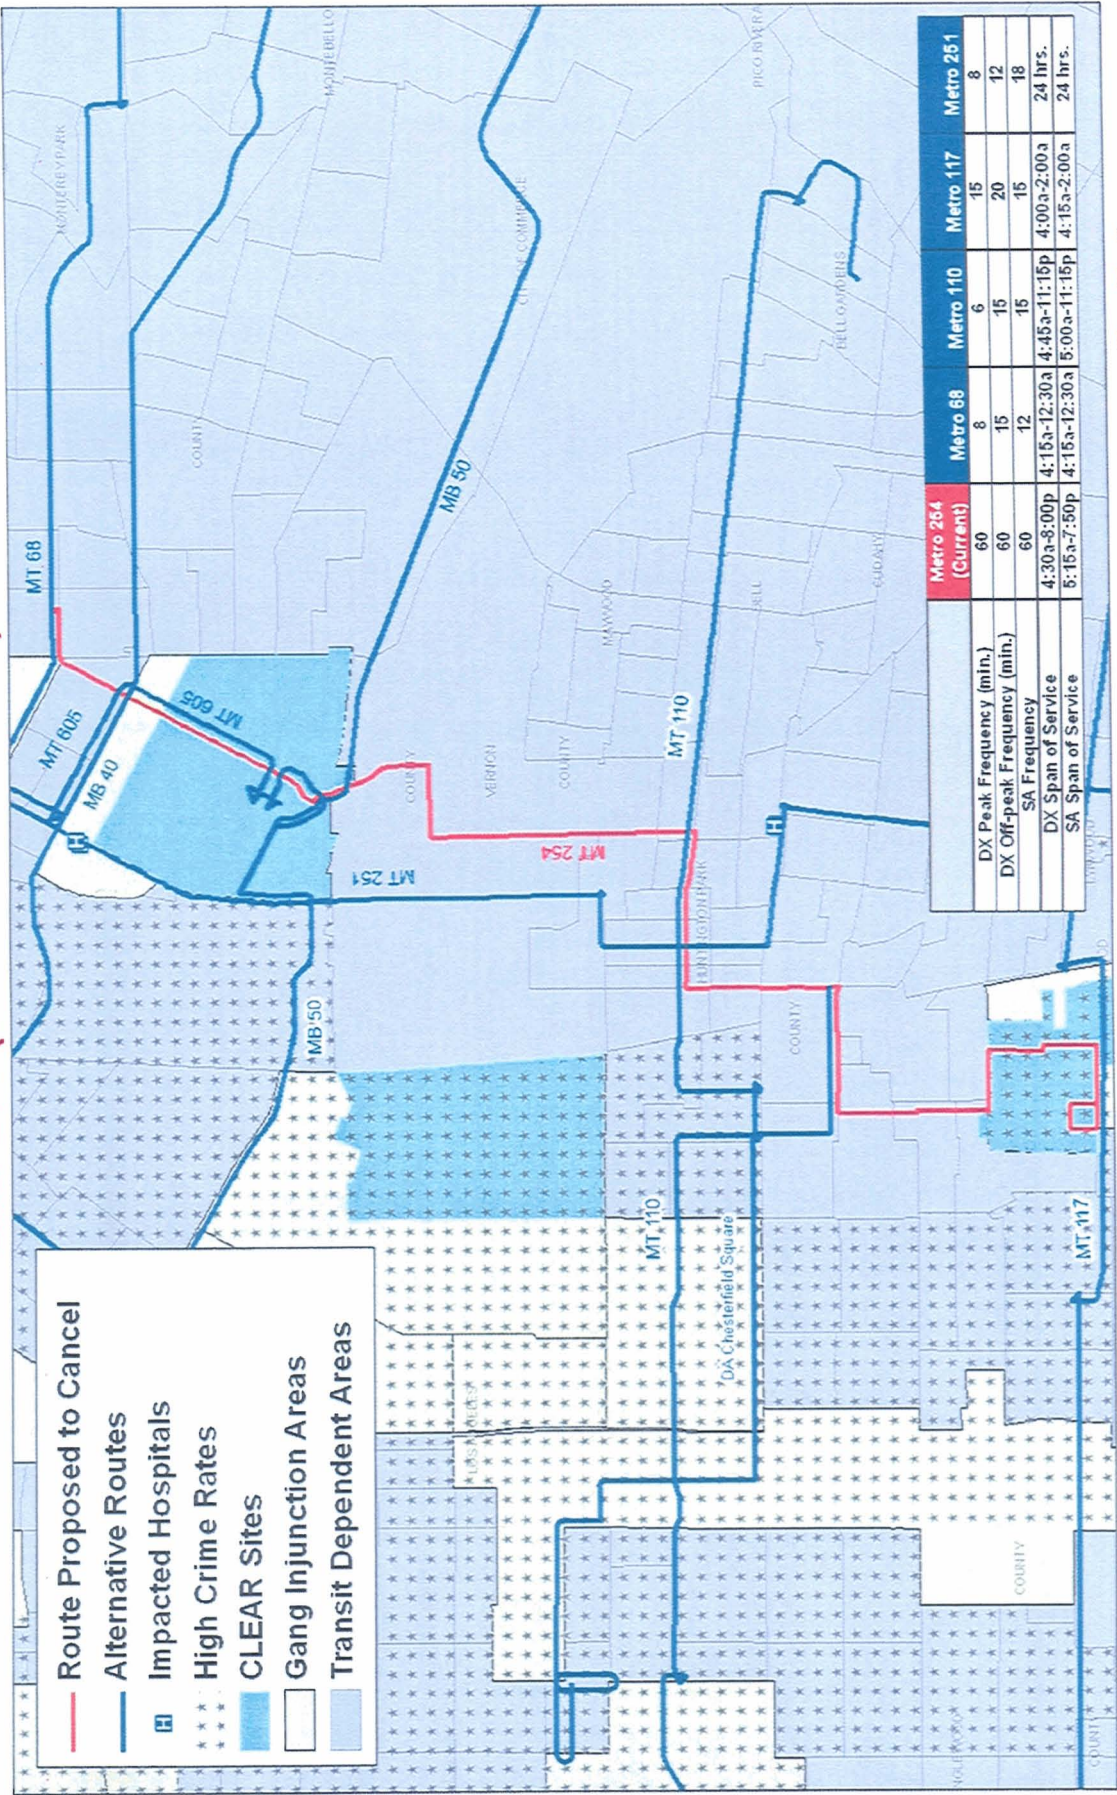 Route Proposed to Cancel
Alternative Routes
H Impacted Hospitals
High Crime Rates
CLEAR Sites
Gang Injunction Areas
Transit Dependent Areas
MT 68
MT 605
MB 40
H
MT 605
MONTEREY PARK
MONTEBELLO
COUNTY
MB 50
MT 251
MB 50
COUNTY
VERNON
COUNTY
MT 254
MAYWOOD
CITY OF COMMERCE
PICO RIVERA
MT 110
HUNTINGTON PARK
BELL
BELL GARDENS
CUDAHY
H
COUNTY
MT 110
DA Chesterfield Square
LOS ANGELES
MT 117
COUNTY
Metro 254 (Current) Metro 68 Metro 110 Metro 117 Metro 251
DX Peak Frequency (min.) 60 8 6 15 8
DX Off-peak Frequency (min.) 60 15 15 20 12
SA Frequency 60 12 15 15 18
DX Span of Service 4:30a-8:00p 4:15a-12:30a 4:45a-11:15p 4:00a-2:00a 24 hrs.
SA Span of Service 5:15a-7:50p 4:15a-12:30a 5:00a-11:15p 4:15a-2:00a 24 hrs.